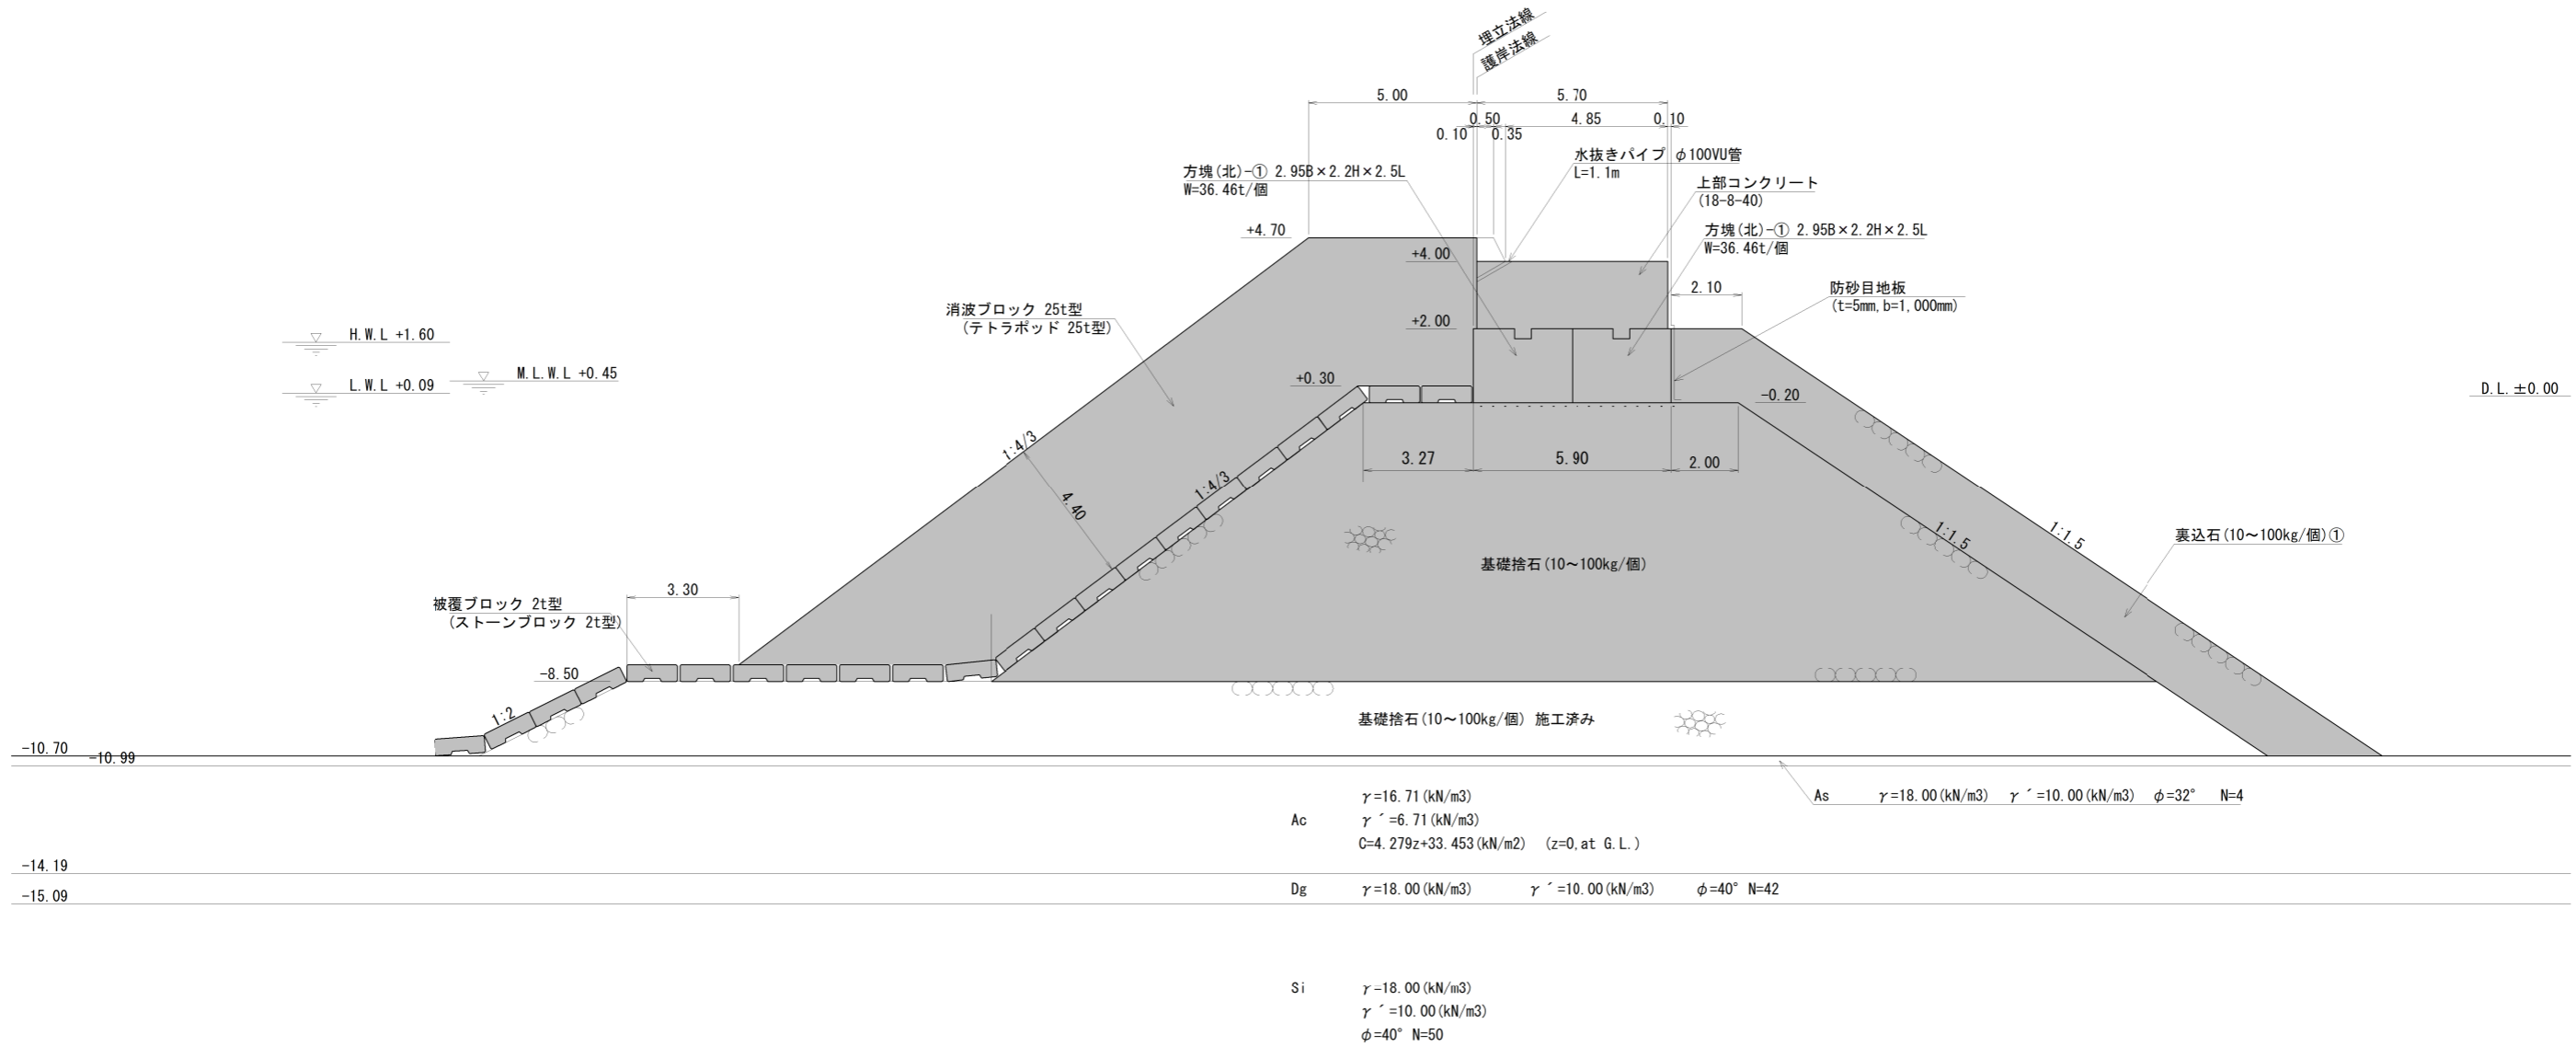 埋立法線
護岸法線
5.00
5.70
0.50
4.85
0.10
0.10
0.35
水抜きパイプ φ100VU管
L=1.1m
方塊(北)-① 2.95B×2.2H×2.5L
W=36.46t/個
上部コンクリート
(18-8-40)
方塊(北)-① 2.95B×2.2H×2.5L
W=36.46t/個
+4.70
+4.00
防砂目地板
(t=5mm,b=1,000mm)
2.10
消波ブロック 25t型
(テトラポッド 25t型)
+2.00
H.W.L +1.60
M.L.W.L +0.45
L.W.L +0.09
+0.30
-0.20
D.L.±0.00
1:4/3
3.27
5.90
2.00
1:4/3
4.40
1:1.5
1:1.5
裏込石(10～100kg/個)①
基礎捨石(10～100kg/個)
3.30
被覆ブロック 2t型
(ストーンブロック 2t型)
-8.50
1:2
基礎捨石(10～100kg/個) 施工済み
-10.70
-10.99
γ=16.71(kN/m3)
Ac
γ´=6.71(kN/m3)
C=4.279z+33.453(kN/m2) (z=0,at G.L.)
As γ=18.00(kN/m3) γ´=10.00(kN/m3) φ=32° N=4
-14.19
Dg γ=18.00(kN/m3) γ´=10.00(kN/m3) φ=40° N=42
-15.09
Si γ=18.00(kN/m3)
γ´=10.00(kN/m3)
φ=40° N=50